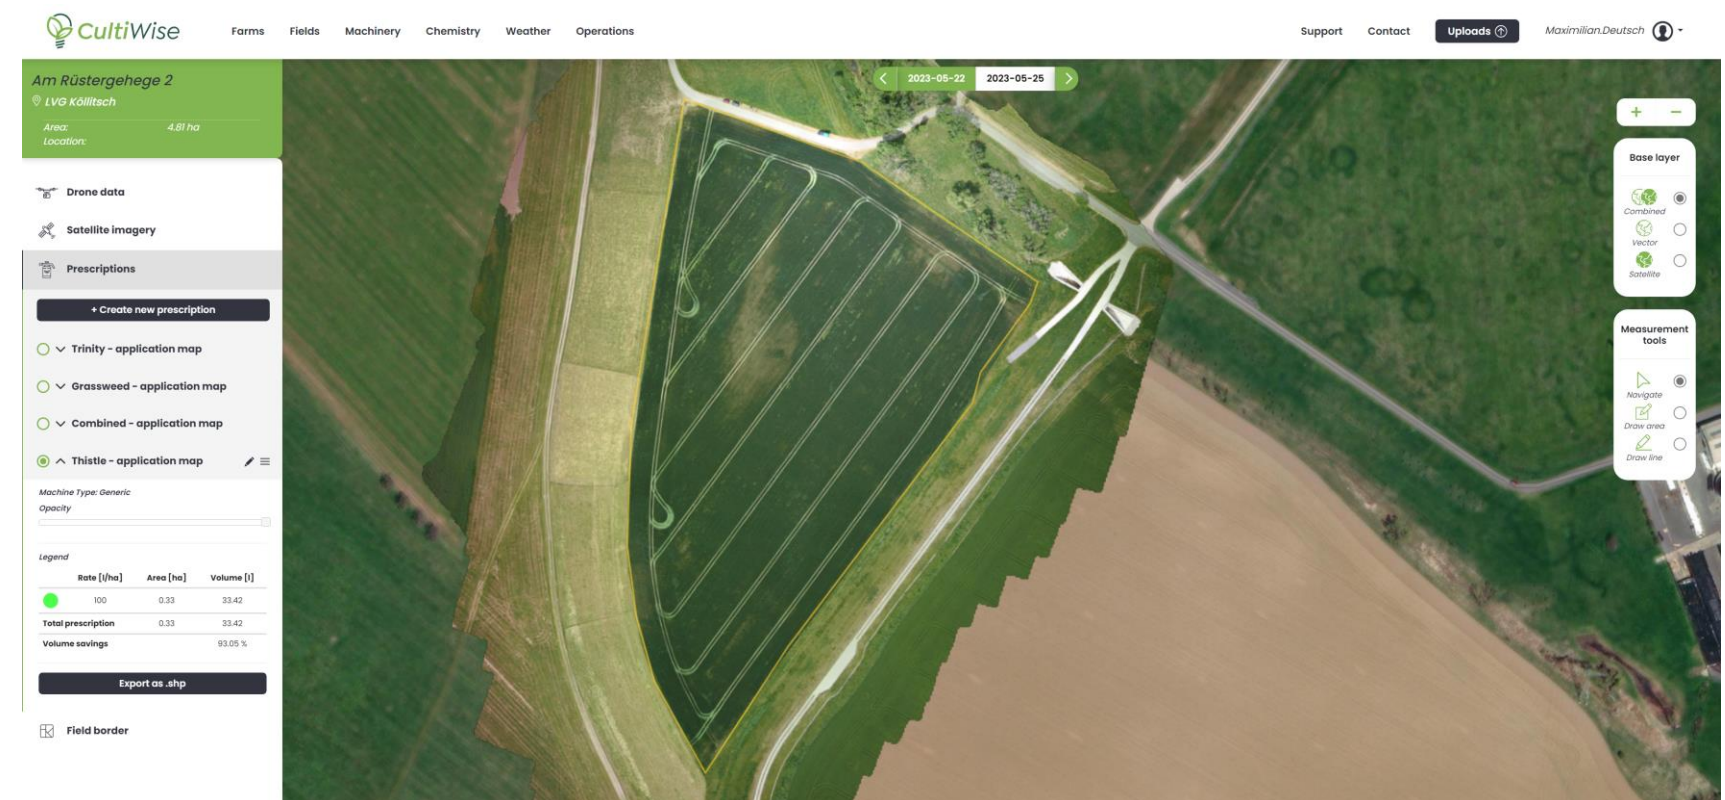 CultiWise
Farms
Fields
Machinery
Chemistry
Weather
Operations
Support
Contact
Uploads
Maximilian.Deutsch
Am Rüstergehege 2
LVG Köllitsch
Area: 4.81 ha
Location:
2023-05-22
2023-05-25
Drone data
Satellite imagery
Prescriptions
+ Create new prescription
Trinity - application map
Grassweed - application map
Combined - application map
Thistle - application map
Machine Type: Generic
Opacity
Legend
Rate [l/ha] Area [ha] Volume [l]
100 0.33 33.42
Total prescription 0.33 33.42
Volume savings 93.05 %
Export as .shp
Field border
+ −
Base layer
Combined
Vector
Satellite
Measurement
tools
Navigate
Draw area
Draw line